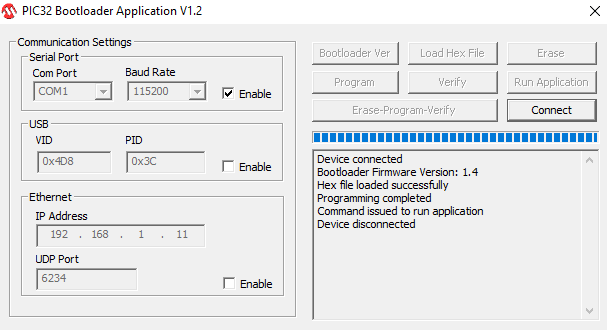 PIC32 Bootloader Application V1.2
Communication Settings
Serial Port
Com Port Baud Rate
COM1 115200 Enable
USB
VID PID
0x4D8 0x3C Enable
Ethernet
IP Address
192 . 168 . 1 . 11
UDP Port
6234 Enable
Bootloader Ver Load Hex File Erase
Program Verify Run Application
Erase-Program-Verify Connect
Device connected
Bootloader Firmware Version: 1.4
Hex file loaded successfully
Programming completed
Command issued to run application
Device disconnected